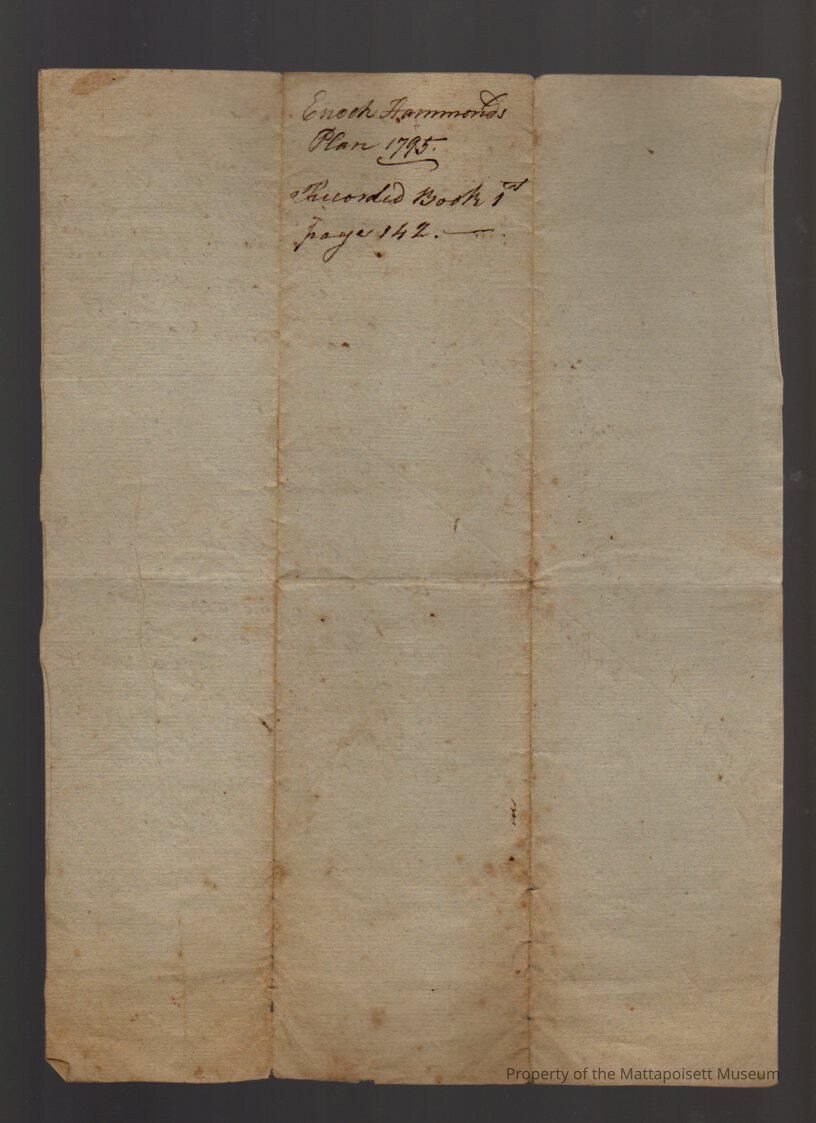 Enoch Hammonds
Plan 1795.
Recorded Book 1st
page 142.
Property of the Mattapoisett Museum